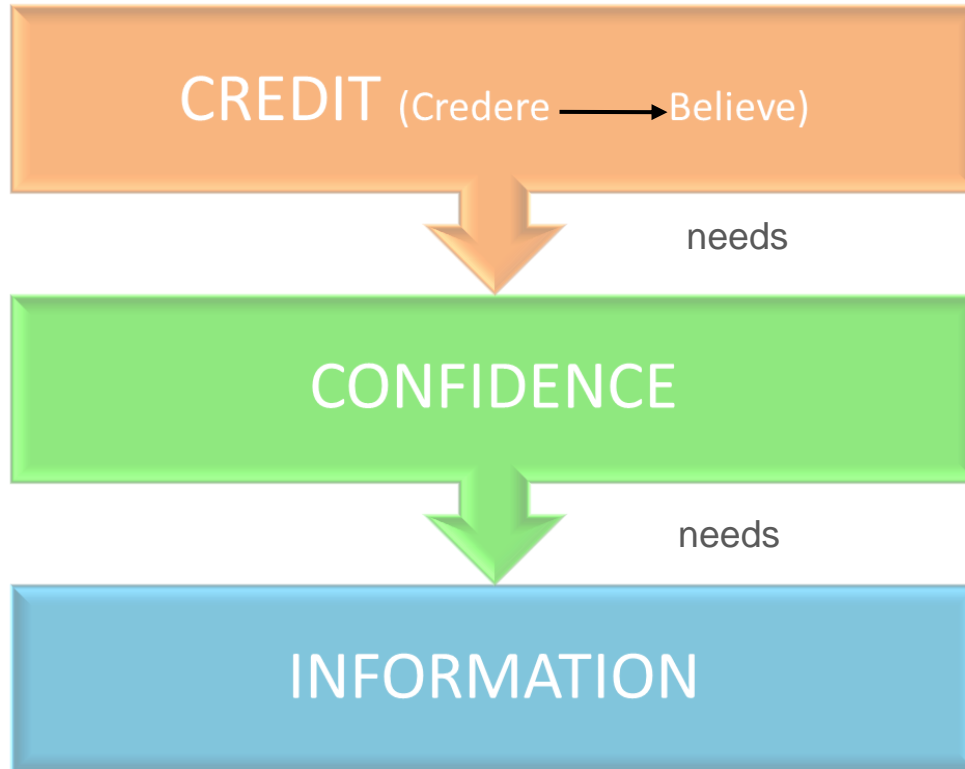 CREDIT (Credere Believe)
needs
CONFIDENCE
needs
INFORMATION